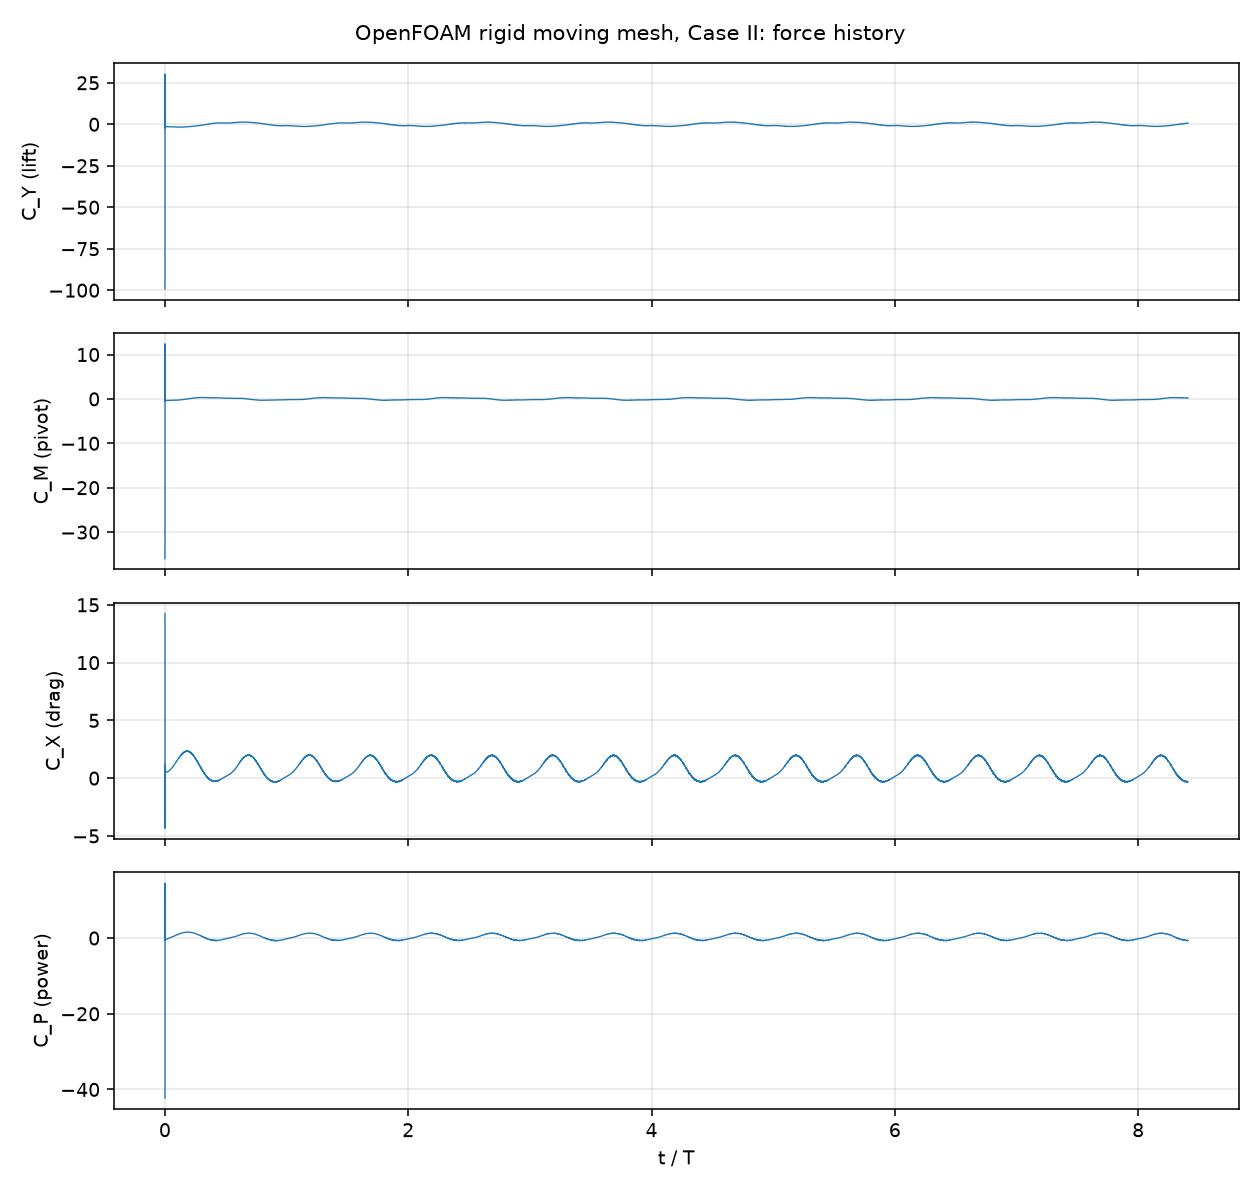 OpenFOAM rigid moving mesh, Case II: force history
25
0
−25
−50
−75
−100
C_Y (lift)
10
0
−10
−20
−30
C_M (pivot)
15
10
5
0
−5
C_X (drag)
0
−20
−40
C_P (power)
0 2 4 6 8
t / T